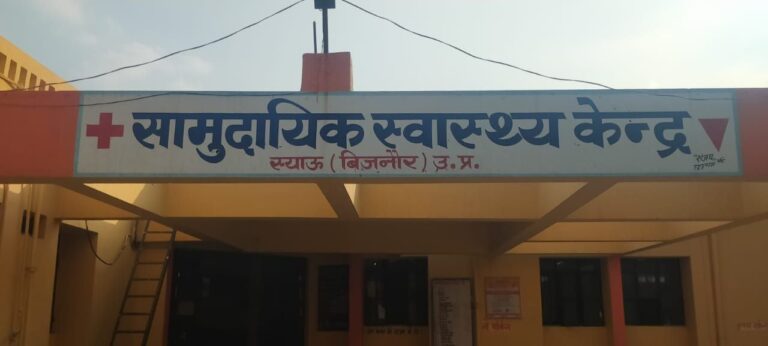 सामुदायिक स्वास्थ्य केन्द्र
स्याऊ (बिजनौर) उ.प्र.